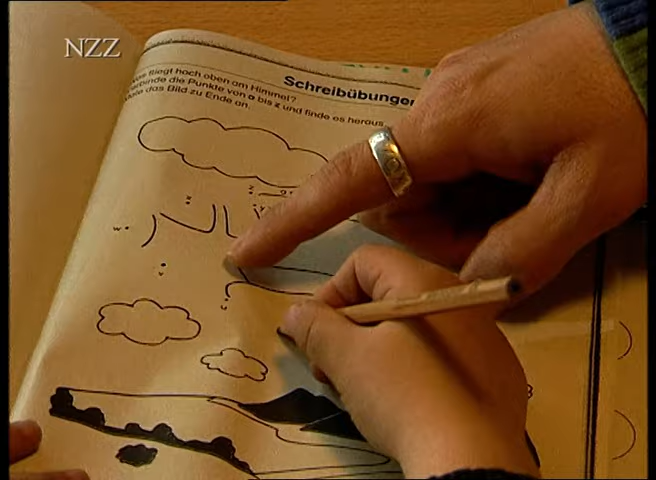 NZZ
Schreibübungen
Was fliegt hoch oben am Himmel?
Verbinde die Punkte von a bis z und finde es heraus.
Male das Bild zu Ende an.
z
w